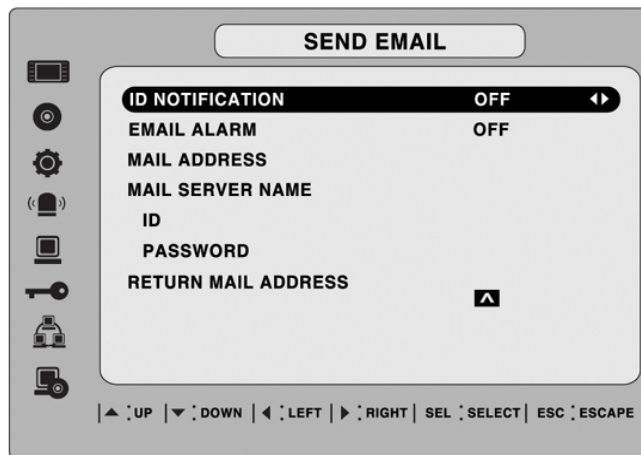 SEND EMAIL
ID NOTIFICATION OFF
EMAIL ALARM OFF
MAIL ADDRESS
MAIL SERVER NAME
ID
PASSWORD
RETURN MAIL ADDRESS
▲ : UP | ▼ : DOWN | ◀ : LEFT | ▶ : RIGHT | SEL : SELECT | ESC : ESCAPE